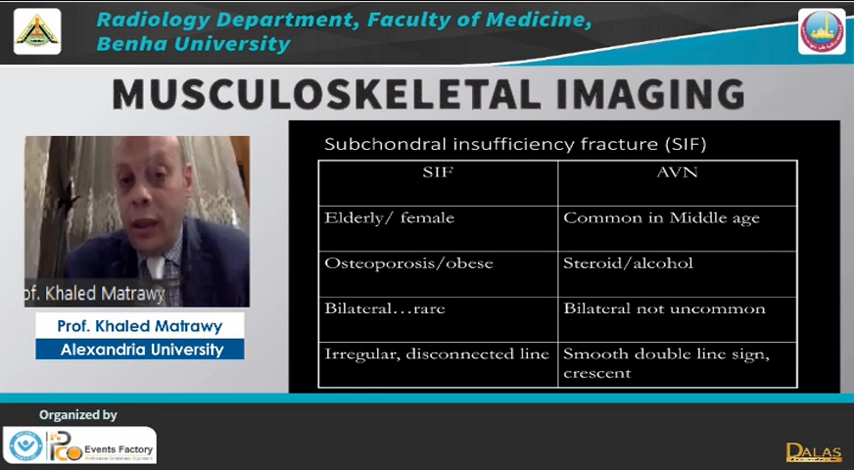 Radiology Department, Faculty of Medicine,
Benha University
MUSCULOSKELETAL IMAGING
Subchondral insufficiency fracture (SIF)
SIF AVN
Elderly/ female Common in Middle age
Osteoporosis/obese Steroid/alcohol
Bilateral...rare Bilateral not uncommon
Irregular, disconnected line Smooth double line sign,
crescent
of. Khaled Matrawy
Prof. Khaled Matrawy
Alexandria University
Organized by
Events Factory
DALAS